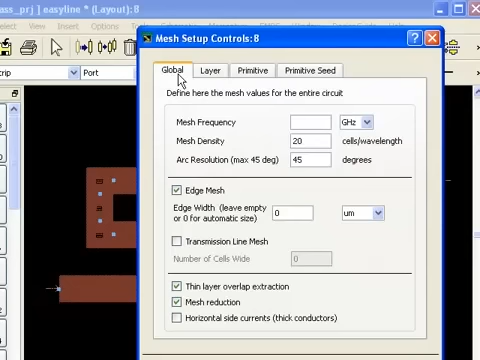 ass_prj ] easyline * (Layout):8
View Insert Options
Mesh Setup Controls:8
trip Port
Global Layer Primitive Primitive Seed
Define here the mesh values for the entire circuit
Mesh Frequency GHz
Mesh Density 20 cells/wavelength
Arc Resolution (max 45 deg) 45 degrees
Edge Mesh
Edge Width (leave empty
or 0 for automatic size) 0 um
Transmission Line Mesh
Number of Cells Wide 0
Thin layer overlap extraction
Mesh reduction
Horizontal side currents (thick conductors)